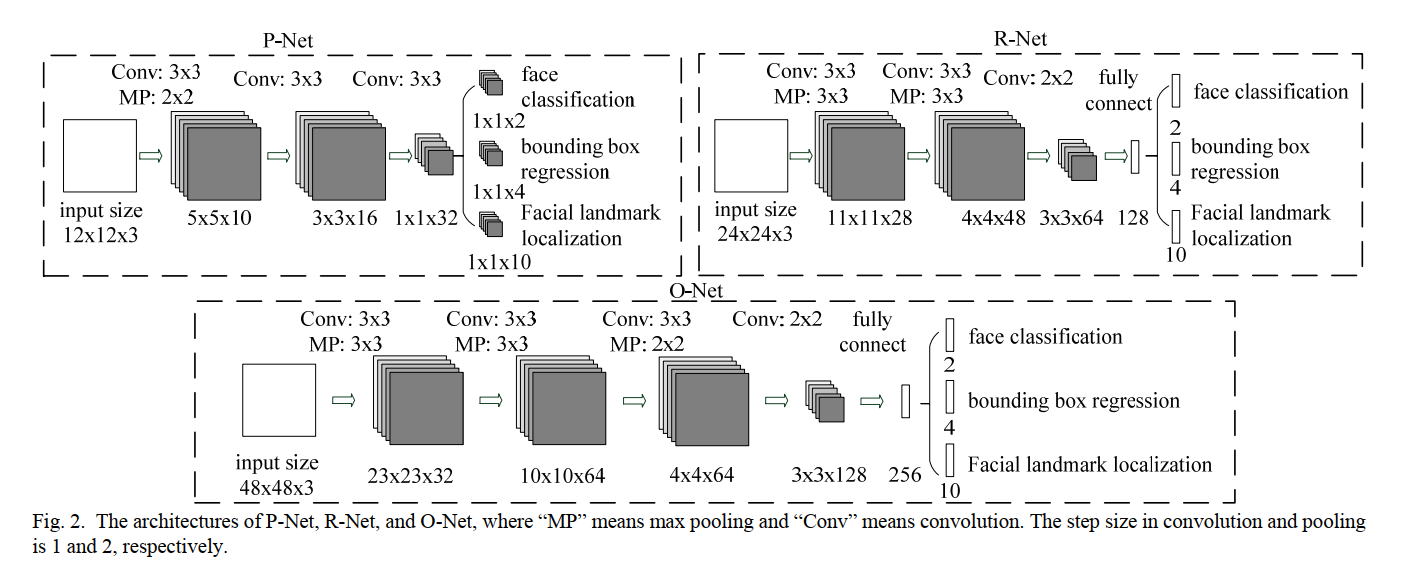 P-Net
Conv: 3x3
MP: 2x2
Conv: 3x3
Conv: 3x3
face
classification
1x1x2
bounding box
regression
1x1x4
Facial landmark
localization
1x1x10
input size
12x12x3
5x5x10
3x3x16
1x1x32
R-Net
Conv: 3x3
MP: 3x3
Conv: 3x3
MP: 3x3
Conv: 2x2
fully
connect
face classification
2
bounding box
regression
4
Facial landmark
localization
10
input size
24x24x3
11x11x28
4x4x48
3x3x64
128
O-Net
Conv: 3x3
MP: 3x3
Conv: 3x3
MP: 3x3
Conv: 3x3
MP: 2x2
Conv: 2x2
fully
connect
face classification
2
bounding box regression
4
Facial landmark localization
10
input size
48x48x3
23x23x32
10x10x64
4x4x64
3x3x128
256
Fig. 2. The architectures of P-Net, R-Net, and O-Net, where “MP” means max pooling and “Conv” means convolution. The step size in convolution and pooling
is 1 and 2, respectively.